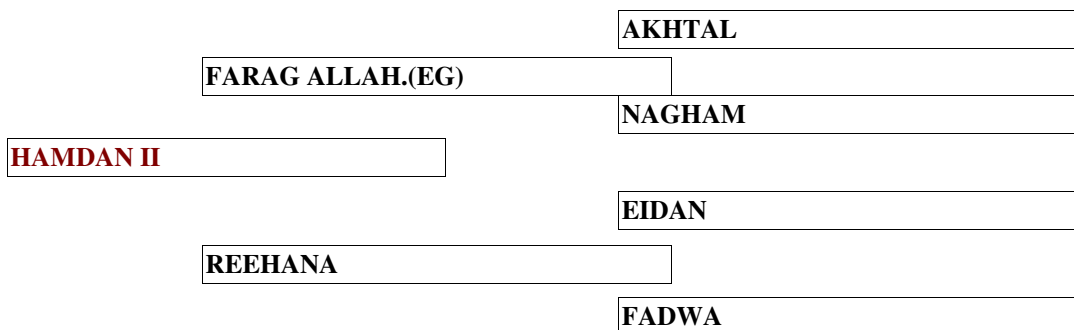 AKHTAL
FARAG ALLAH.(EG)
NAGHAM
HAMDAN II
EIDAN
REEHANA
FADWA